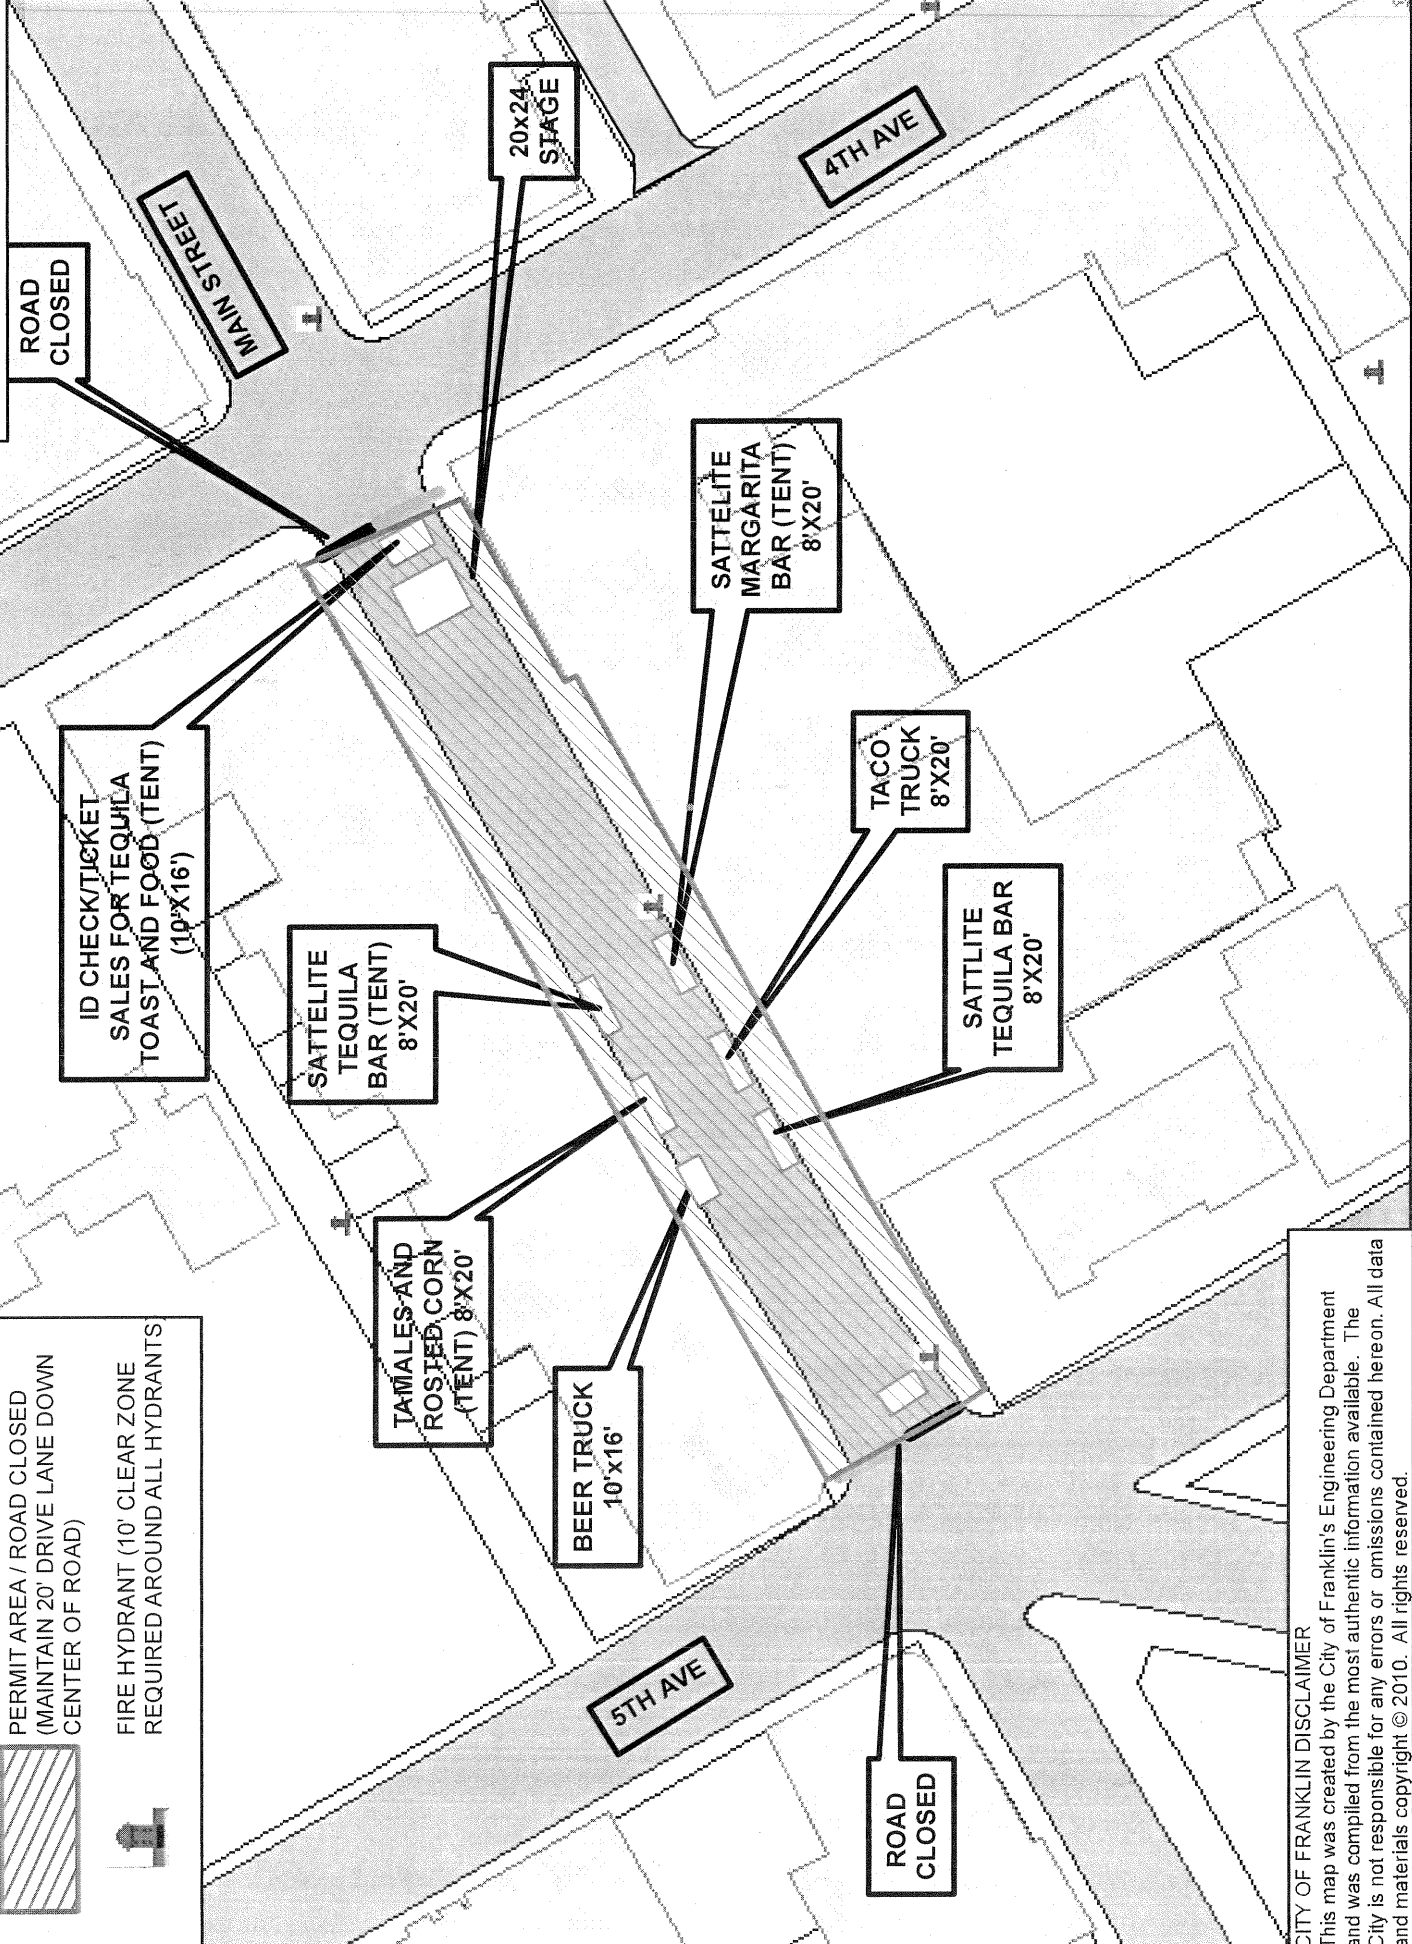 PERMIT AREA / ROAD CLOSED
(MAINTAIN 20' DRIVE LANE DOWN
CENTER OF ROAD)
FIRE HYDRANT (10' CLEAR ZONE
REQUIRED AROUND ALL HYDRANTS)
ROAD
CLOSED
MAIN STREET
20x24
STAGE
4TH AVE
ID CHECK/TICKET
SALES FOR TEQUILA
TOAST AND FOOD (TENT)
(10'X16')
SATTELITE
TEQUILA
BAR (TENT)
8'X20'
SATTELITE
MARGARITA
BAR (TENT)
8'X20'
TAMALES AND
ROSTED CORN
(TENT) 8'X20'
TACO
TRUCK
8'X20'
BEER TRUCK
10'x16'
SATTLITE
TEQUILA BAR
8'X20'
5TH AVE
ROAD
CLOSED
CITY OF FRANKLIN DISCLAIMER
This map was created by the City of Franklin's Engineering Department
and was compiled from the most authentic information available. The
City is not responsible for any errors or omissions contained hereon. All data
and materials copyright © 2010. All rights reserved.